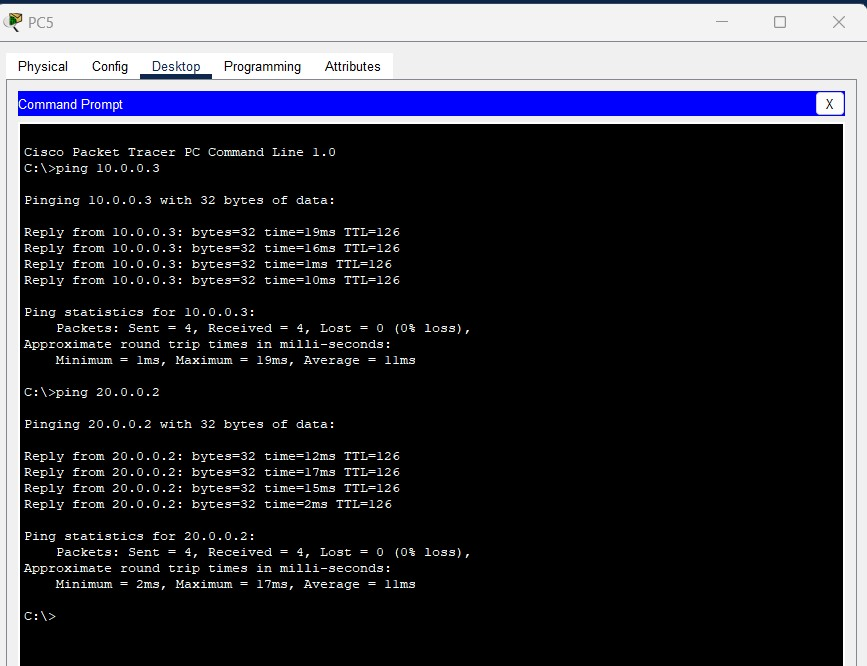 PC5
Physical Config Desktop Programming Attributes
Command Prompt X
Cisco Packet Tracer PC Command Line 1.0
C:\>ping 10.0.0.3
Pinging 10.0.0.3 with 32 bytes of data:
Reply from 10.0.0.3: bytes=32 time=19ms TTL=126
Reply from 10.0.0.3: bytes=32 time=16ms TTL=126
Reply from 10.0.0.3: bytes=32 time=1ms TTL=126
Reply from 10.0.0.3: bytes=32 time=10ms TTL=126
Ping statistics for 10.0.0.3:
Packets: Sent = 4, Received = 4, Lost = 0 (0% loss),
Approximate round trip times in milli-seconds:
Minimum = 1ms, Maximum = 19ms, Average = 11ms
C:\>ping 20.0.0.2
Pinging 20.0.0.2 with 32 bytes of data:
Reply from 20.0.0.2: bytes=32 time=12ms TTL=126
Reply from 20.0.0.2: bytes=32 time=17ms TTL=126
Reply from 20.0.0.2: bytes=32 time=15ms TTL=126
Reply from 20.0.0.2: bytes=32 time=2ms TTL=126
Ping statistics for 20.0.0.2:
Packets: Sent = 4, Received = 4, Lost = 0 (0% loss),
Approximate round trip times in milli-seconds:
Minimum = 2ms, Maximum = 17ms, Average = 11ms
C:\>